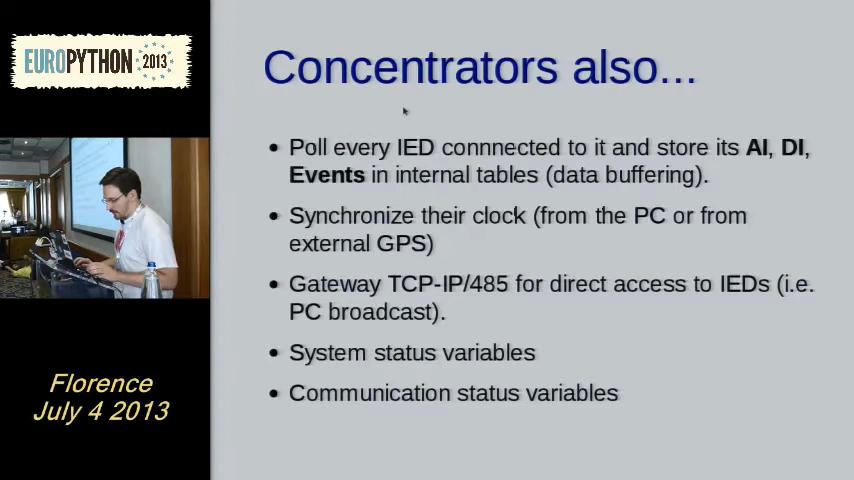 EUROPYTHON 2013
Florence
July 4 2013
Concentrators also...
Poll every IED connnected to it and store its AI, DI,
Events in internal tables (data buffering).
Synchronize their clock (from the PC or from
external GPS)
Gateway TCP-IP/485 for direct access to IEDs (i.e.
PC broadcast).
System status variables
Communication status variables